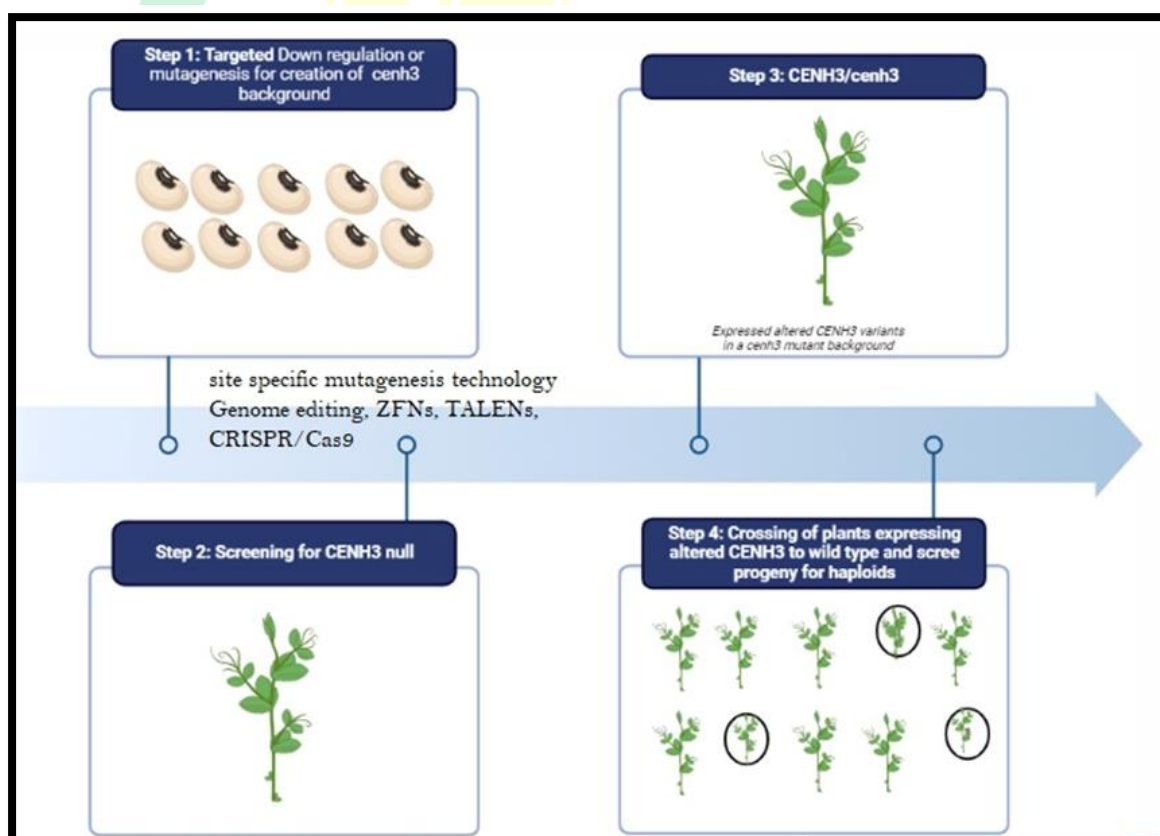 Step 1: Targeted Down regulation or
mutagenesis for creation of cenh3
background
site specific mutagenesis technology
Genome editing, ZFNs, TALENs,
CRISPR/Cas9
Step 2: Screening for CENH3 null
Step 3: CENH3/cenh3
Expressed altered CENH3 variants
in a cenh3 mutant background
Step 4: Crossing of plants expressing
altered CENH3 to wild type and scree
progeny for haploids